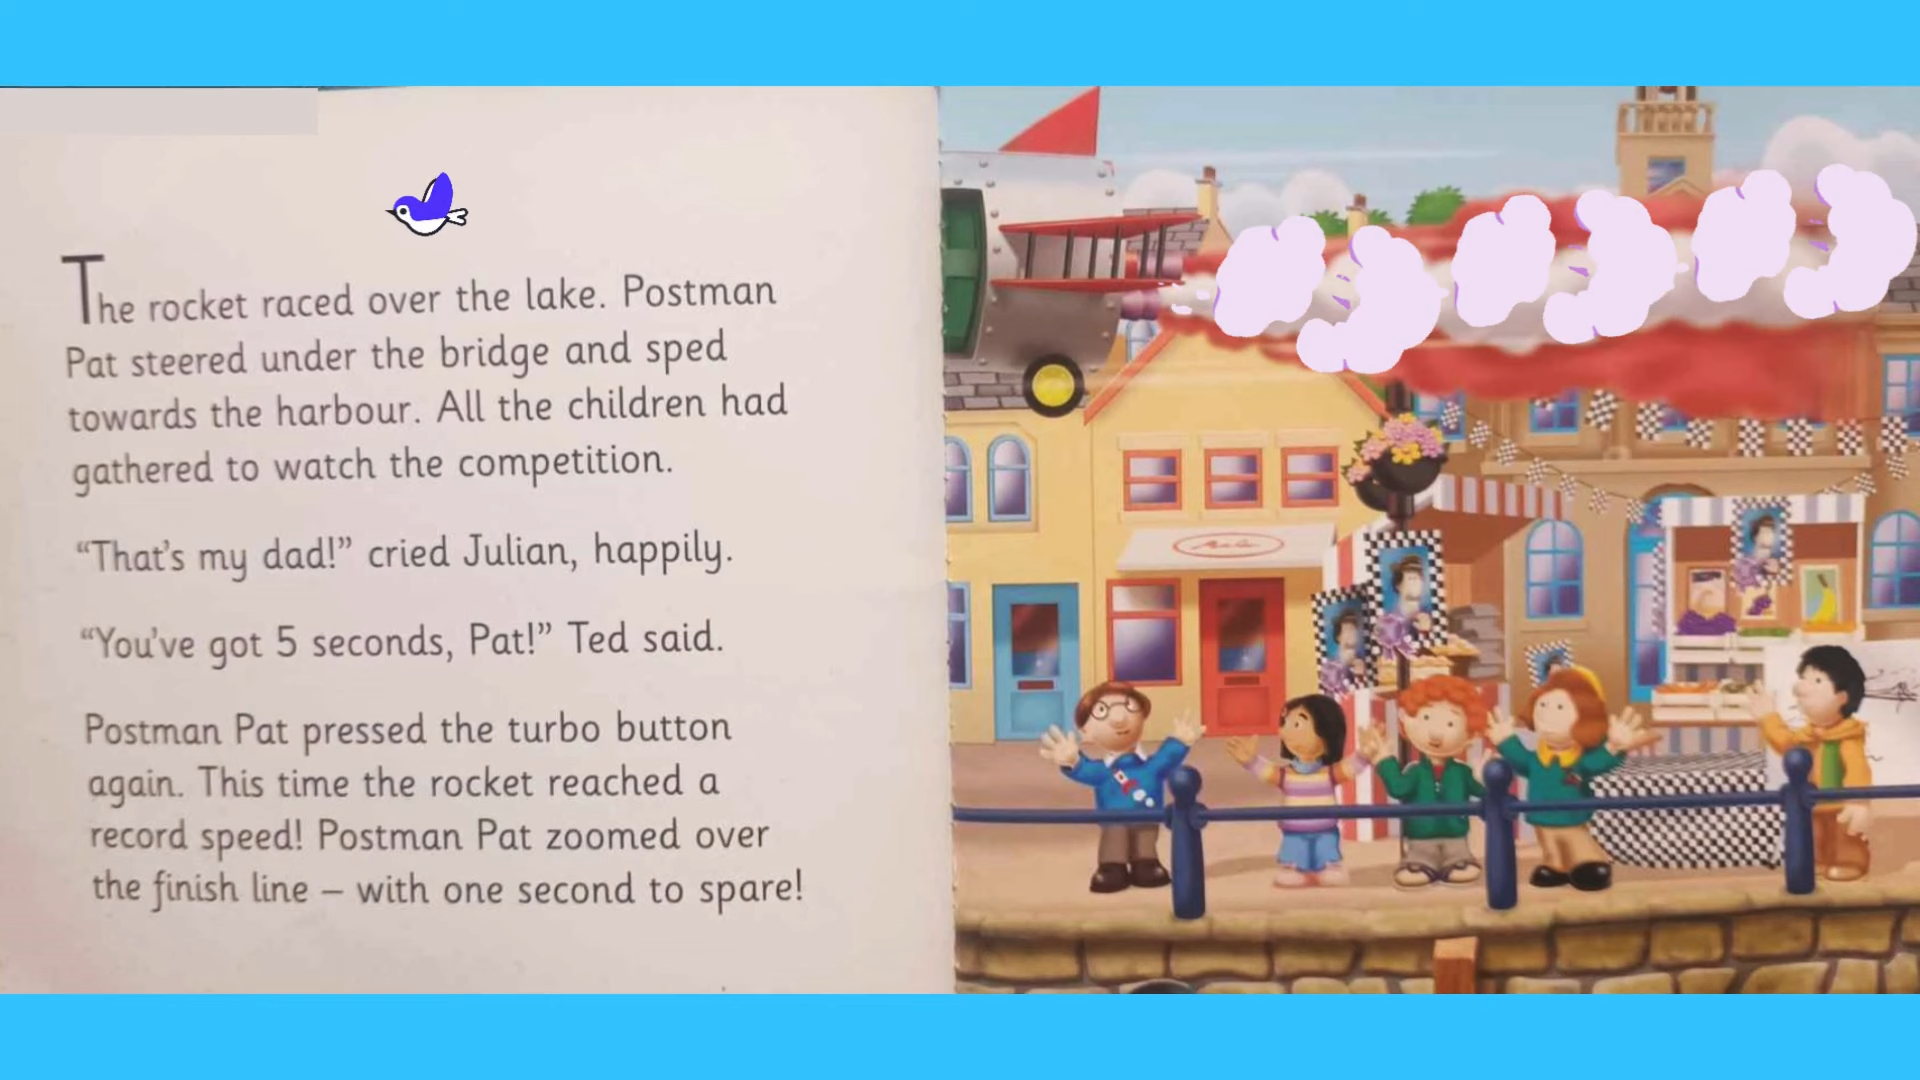 The rocket raced over the lake. Postman
Pat steered under the bridge and sped
towards the harbour. All the children had
gathered to watch the competition.
“That’s my dad!” cried Julian, happily.
“You’ve got 5 seconds, Pat!” Ted said.
Postman Pat pressed the turbo button
again. This time the rocket reached a
record speed! Postman Pat zoomed over
the finish line – with one second to spare!